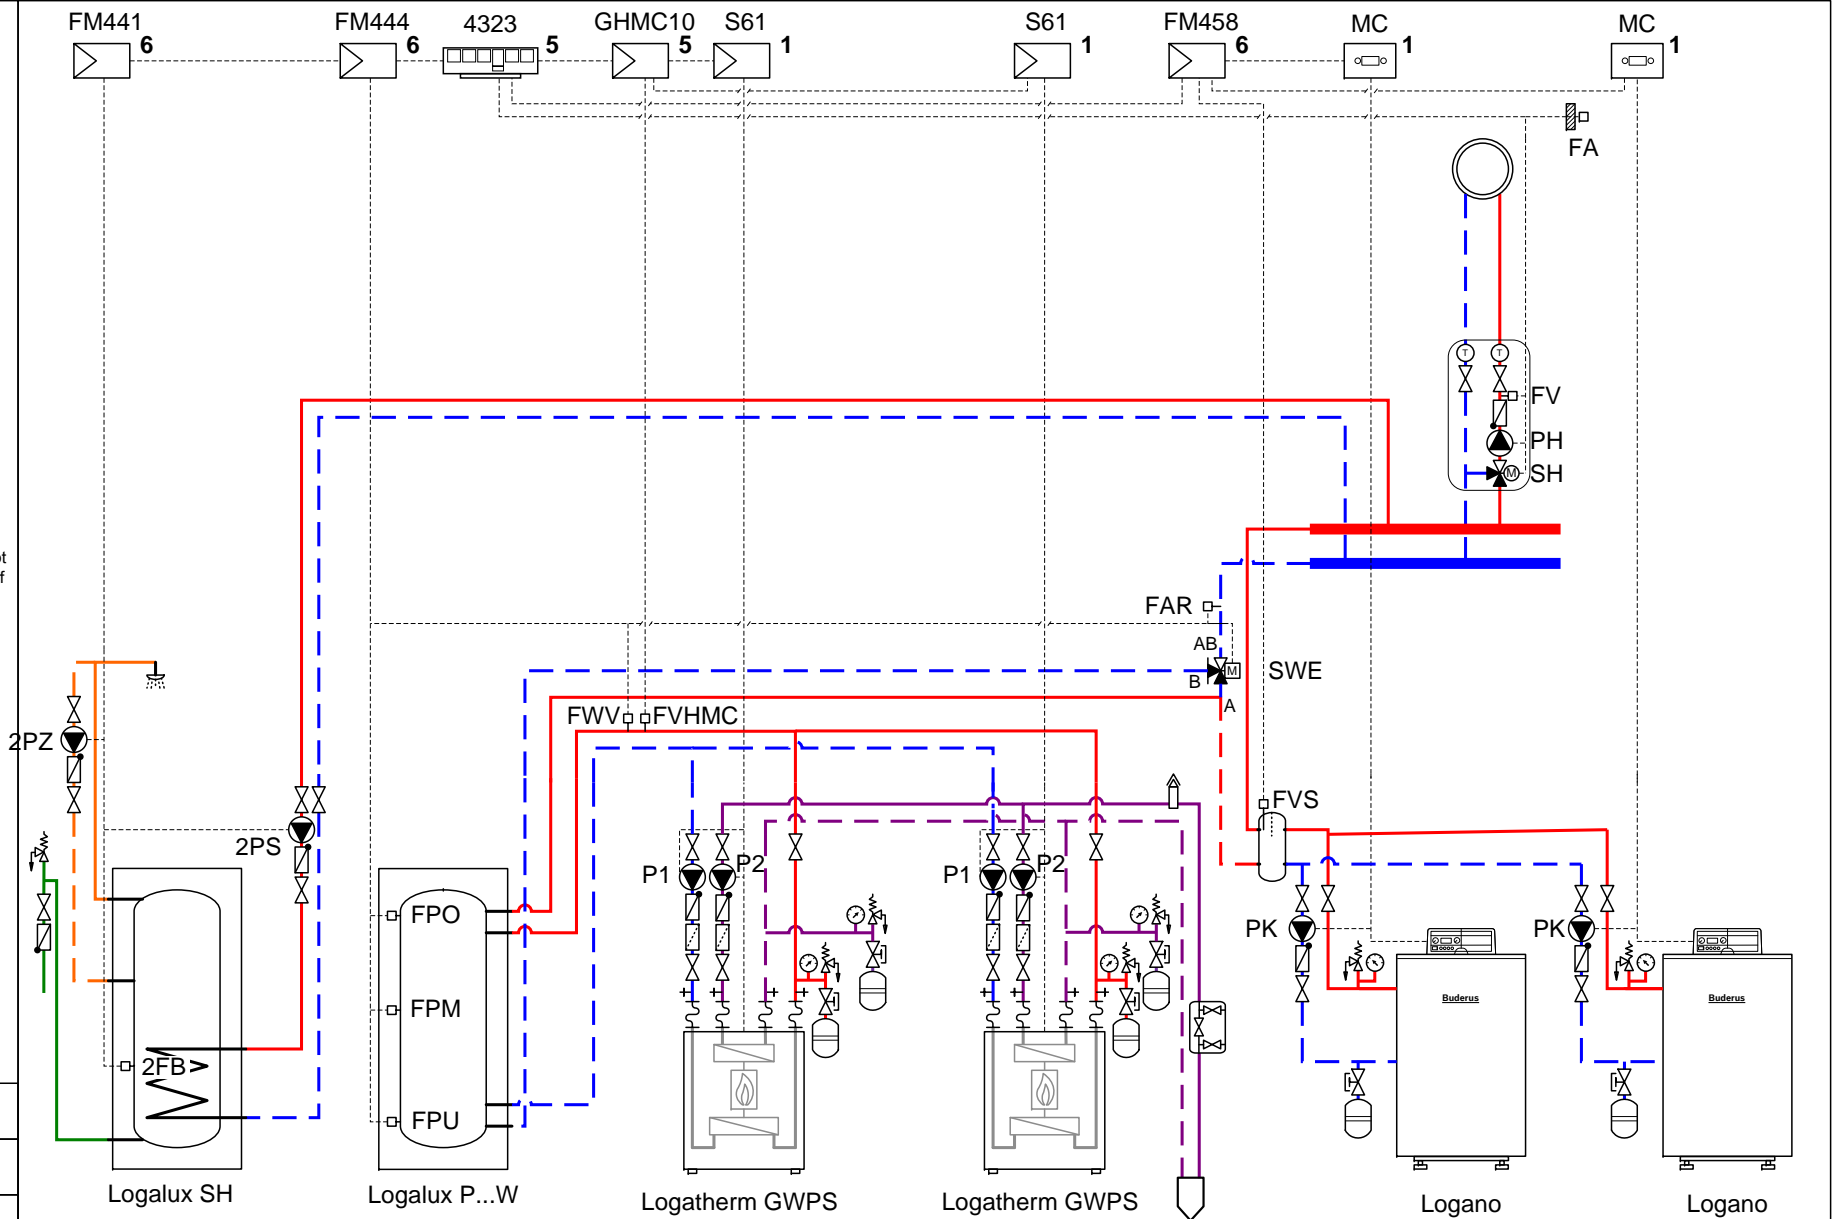 FM441 FM444 4323 GHMC10 S61 S61 FM458 MC MC
6 6 5 5 1 1 6 1 1
FA
T T
FV
PH
M SH
ot
f
FAR
AB
M SWE
B
A
FWV FVHMC
2PZ
FVS
2PS
P1 P2 P1 P2
FPO
PK PK
FPM
Buderus Buderus
2FB
FPU
Logalux SH Logalux P...W Logatherm GWPS Logatherm GWPS Logano Logano